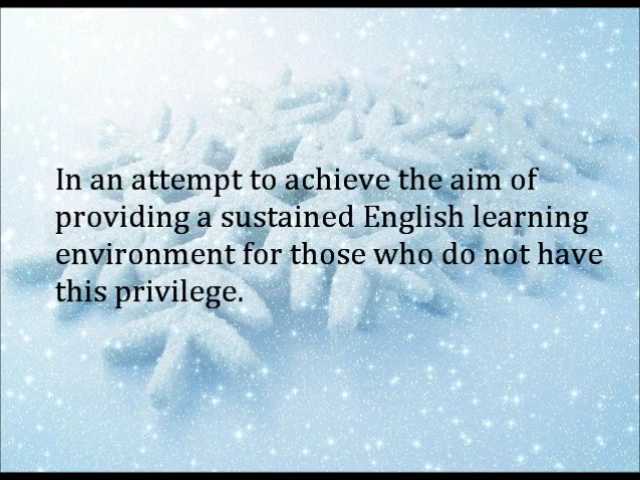 In an attempt to achieve the aim of
providing a sustained English learning
environment for those who do not have
this privilege.